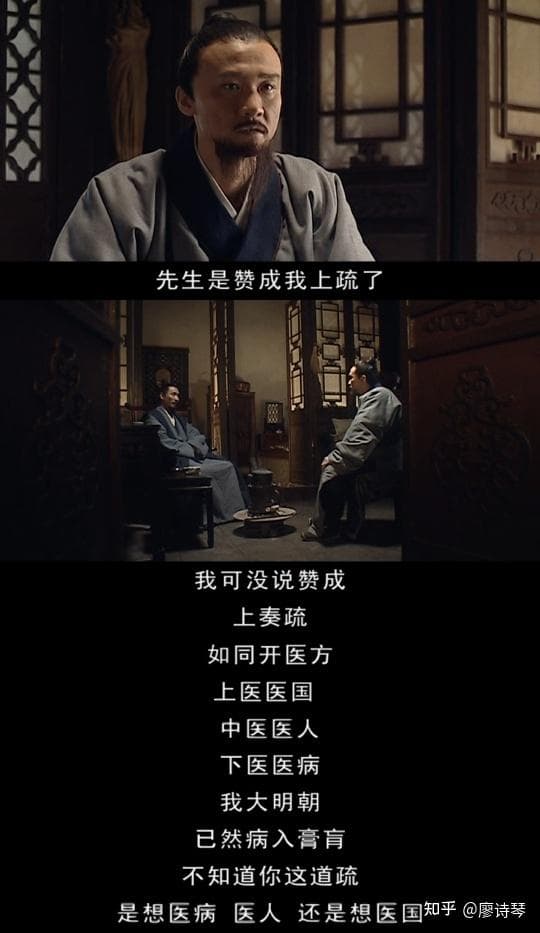 先生是赞成我上疏了
我可没说赞成
上奏疏
如同开医方
上医医国
中医医人
下医医病
我大明朝
已然病入膏肓
不知道你这道疏
是想医病 医人 还是想医国
知乎 @廖诗琴